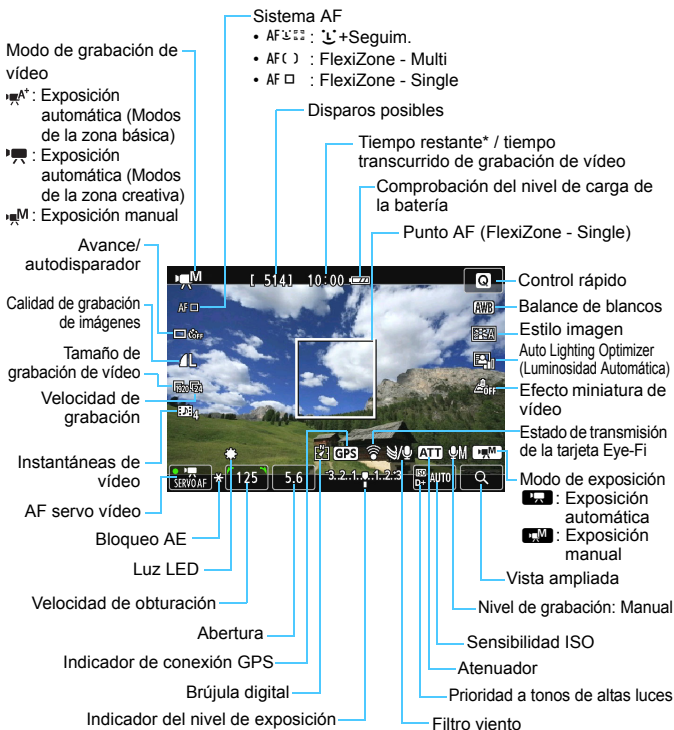 Sistema AF
• AF : +Seguim.
• AF ( ) : FlexiZone - Multi
• AF □ : FlexiZone - Single
Modo de grabación de
vídeo
A+ : Exposición
automática (Modos
de la zona básica)
: Exposición
automática (Modos
de la zona creativa)
M : Exposición manual
Disparos posibles
Tiempo restante* / tiempo
transcurrido de grabación de vídeo
Comprobación del nivel de carga de
la batería
Punto AF (FlexiZone - Single)
Avance/
autodisparador
Calidad de grabación
de imágenes
Tamaño de
grabación de vídeo
Velocidad de
grabación
Instantáneas de
vídeo
AF servo vídeo
Bloqueo AE
Luz LED
Velocidad de obturación
Abertura
Indicador de conexión GPS
Brújula digital
Indicador del nivel de exposición
M [ 514] 10:00 Q
AF □ AWB
OFF
L
1920 24 OFF
4
GPS ATT M M
SERVO AF * 125 5.6 3..2..1..0..1..2..3 ISO D+ AUTO
Control rápido
Balance de blancos
Estilo imagen
Auto Lighting Optimizer
(Luminosidad Automática)
Efecto miniatura de
vídeo
Estado de transmisión
de la tarjeta Eye-Fi
Modo de exposición
: Exposición
automática
M : Exposición
manual
Vista ampliada
Nivel de grabación: Manual
Sensibilidad ISO
Atenuador
Prioridad a tonos de altas luces
Filtro viento